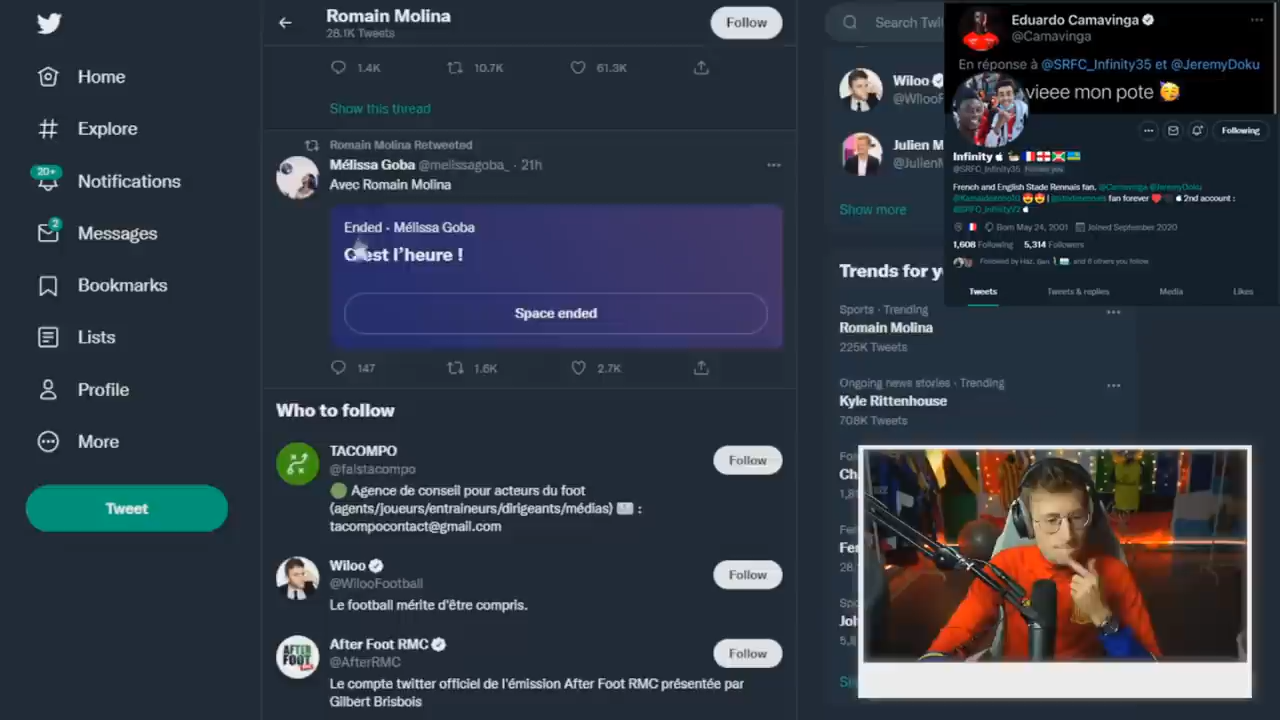 Home
Explore
20+
Notifications
2
Messages
Bookmarks
Lists
Profile
More
Tweet
Romain Molina
28.1K Tweets
Follow
1.4K
10.7K
61.3K
Show this thread
Romain Molina Retweeted
Mélissa Goba @melissagoba_ · 21h
Avec Romain Molina
Ended · Mélissa Goba
C'est l'heure !
Space ended
147
1.6K
2.7K
Who to follow
TACOMPO
@falstacompo
Follow
Agence de conseil pour acteurs du foot
(agents/joueurs/entraineurs/dirigeants/médias) :
tacompocontact@gmail.com
Wiloo
@WilooFootball
Follow
Le football mérite d'être compris.
AFTER
FOOT
After Foot RMC
@AfterRMC
Follow
Le compte twitter officiel de l'émission After Foot RMC présentée par
Gilbert Brisbois
Search Twi
Wiloo
@WilooF
Julien M
@JulienM
Show more
Trends for y
Sports · Trending
Romain Molina
225K Tweets
Ongoing news stories · Trending
Kyle Rittenhouse
708K Tweets
Eduardo Camavinga
@Camavinga
En réponse à @SRFC_Infinity35 et @JeremyDoku
vieee mon pote 🥳
Following
Infinity
@SRFC_Infinity35 Follows you
French and English Stade Rennais fan. @Camavinga @JeremyDoku
fan forever 2nd account :
Born May 24, 2001 Joined September 2020
1,608 Following 5,314 Followers
Tweets
Tweets & replies
Media
Likes